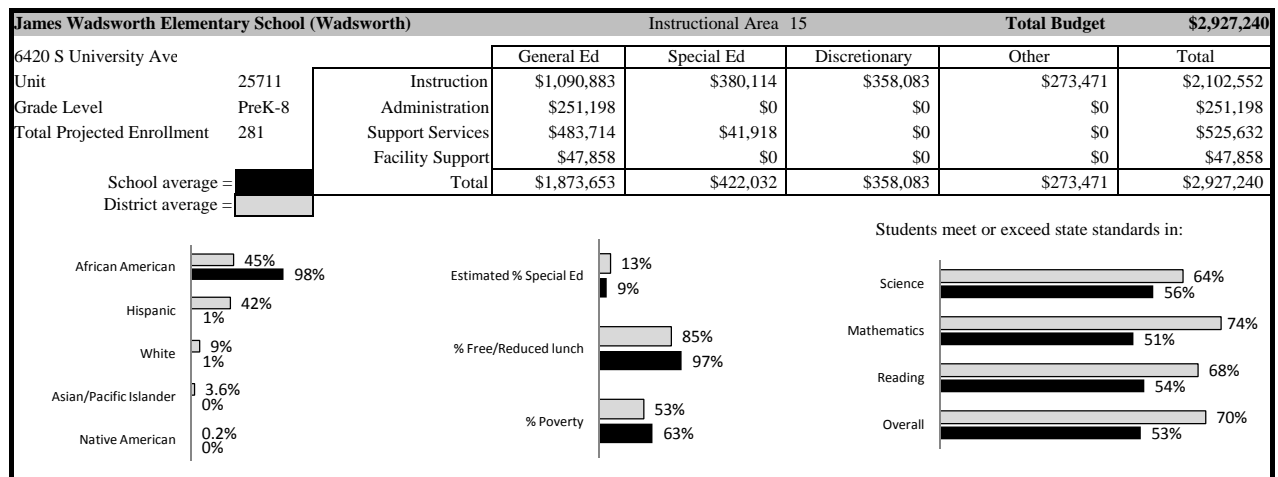 James Wadsworth Elementary School (Wadsworth) Instructional Area 15 Total Budget $2,927,240
6420 S University Ave General Ed Special Ed Discretionary Other Total
Unit 25711 Instruction $1,090,883 $380,114 $358,083 $273,471 $2,102,552
Grade Level PreK-8 Administration $251,198 $0 $0 $0 $251,198
Total Projected Enrollment 281 Support Services $483,714 $41,918 $0 $0 $525,632
Facility Support $47,858 $0 $0 $0 $47,858
School average = Total $1,873,653 $422,032 $358,083 $273,471 $2,927,240
District average =
African American 45%
98%
Hispanic 42%
1%
White 9%
1%
Asian/Pacific Islander 3.6%
0%
Native American 0.2%
0%
Estimated % Special Ed 13%
9%
% Free/Reduced lunch 85%
97%
% Poverty 53%
63%
Students meet or exceed state standards in:
Science 64%
56%
Mathematics 74%
51%
Reading 68%
54%
Overall 70%
53%